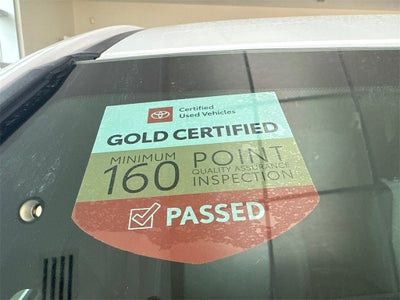 Certified
Used Vehicles
GOLD CERTIFIED
MINIMUM
160 POINT
QUALITY ASSURANCE
INSPECTION
PASSED